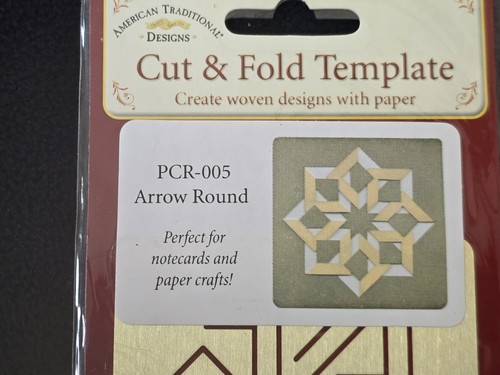 AMERICAN TRADITIONAL
DESIGNS
Cut & Fold Template
Create woven designs with paper
PCR-005
Arrow Round
Perfect for
notecards and
paper crafts!